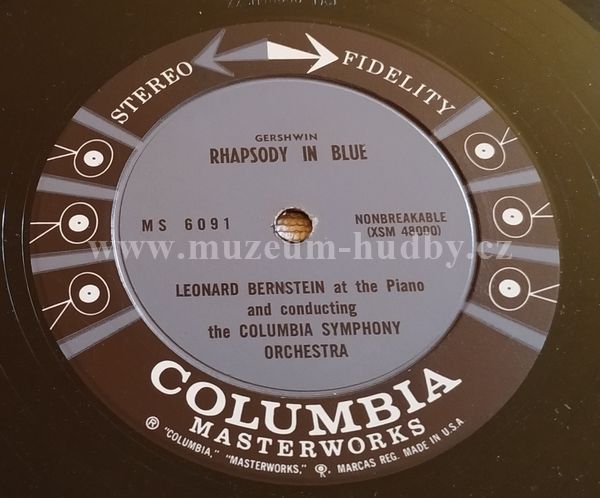 STEREO FIDELITY
GERSHWIN
RHAPSODY IN BLUE
MS 6091
NONBREAKABLE
(XSM 48000)
www.muzeum-hudby.cz
LEONARD BERNSTEIN at the Piano
and conducting
the COLUMBIA SYMPHONY
ORCHESTRA
COLUMBIA
MASTERWORKS
® "COLUMBIA," "MASTERWORKS," MARCAS REG. MADE IN U.S.A.